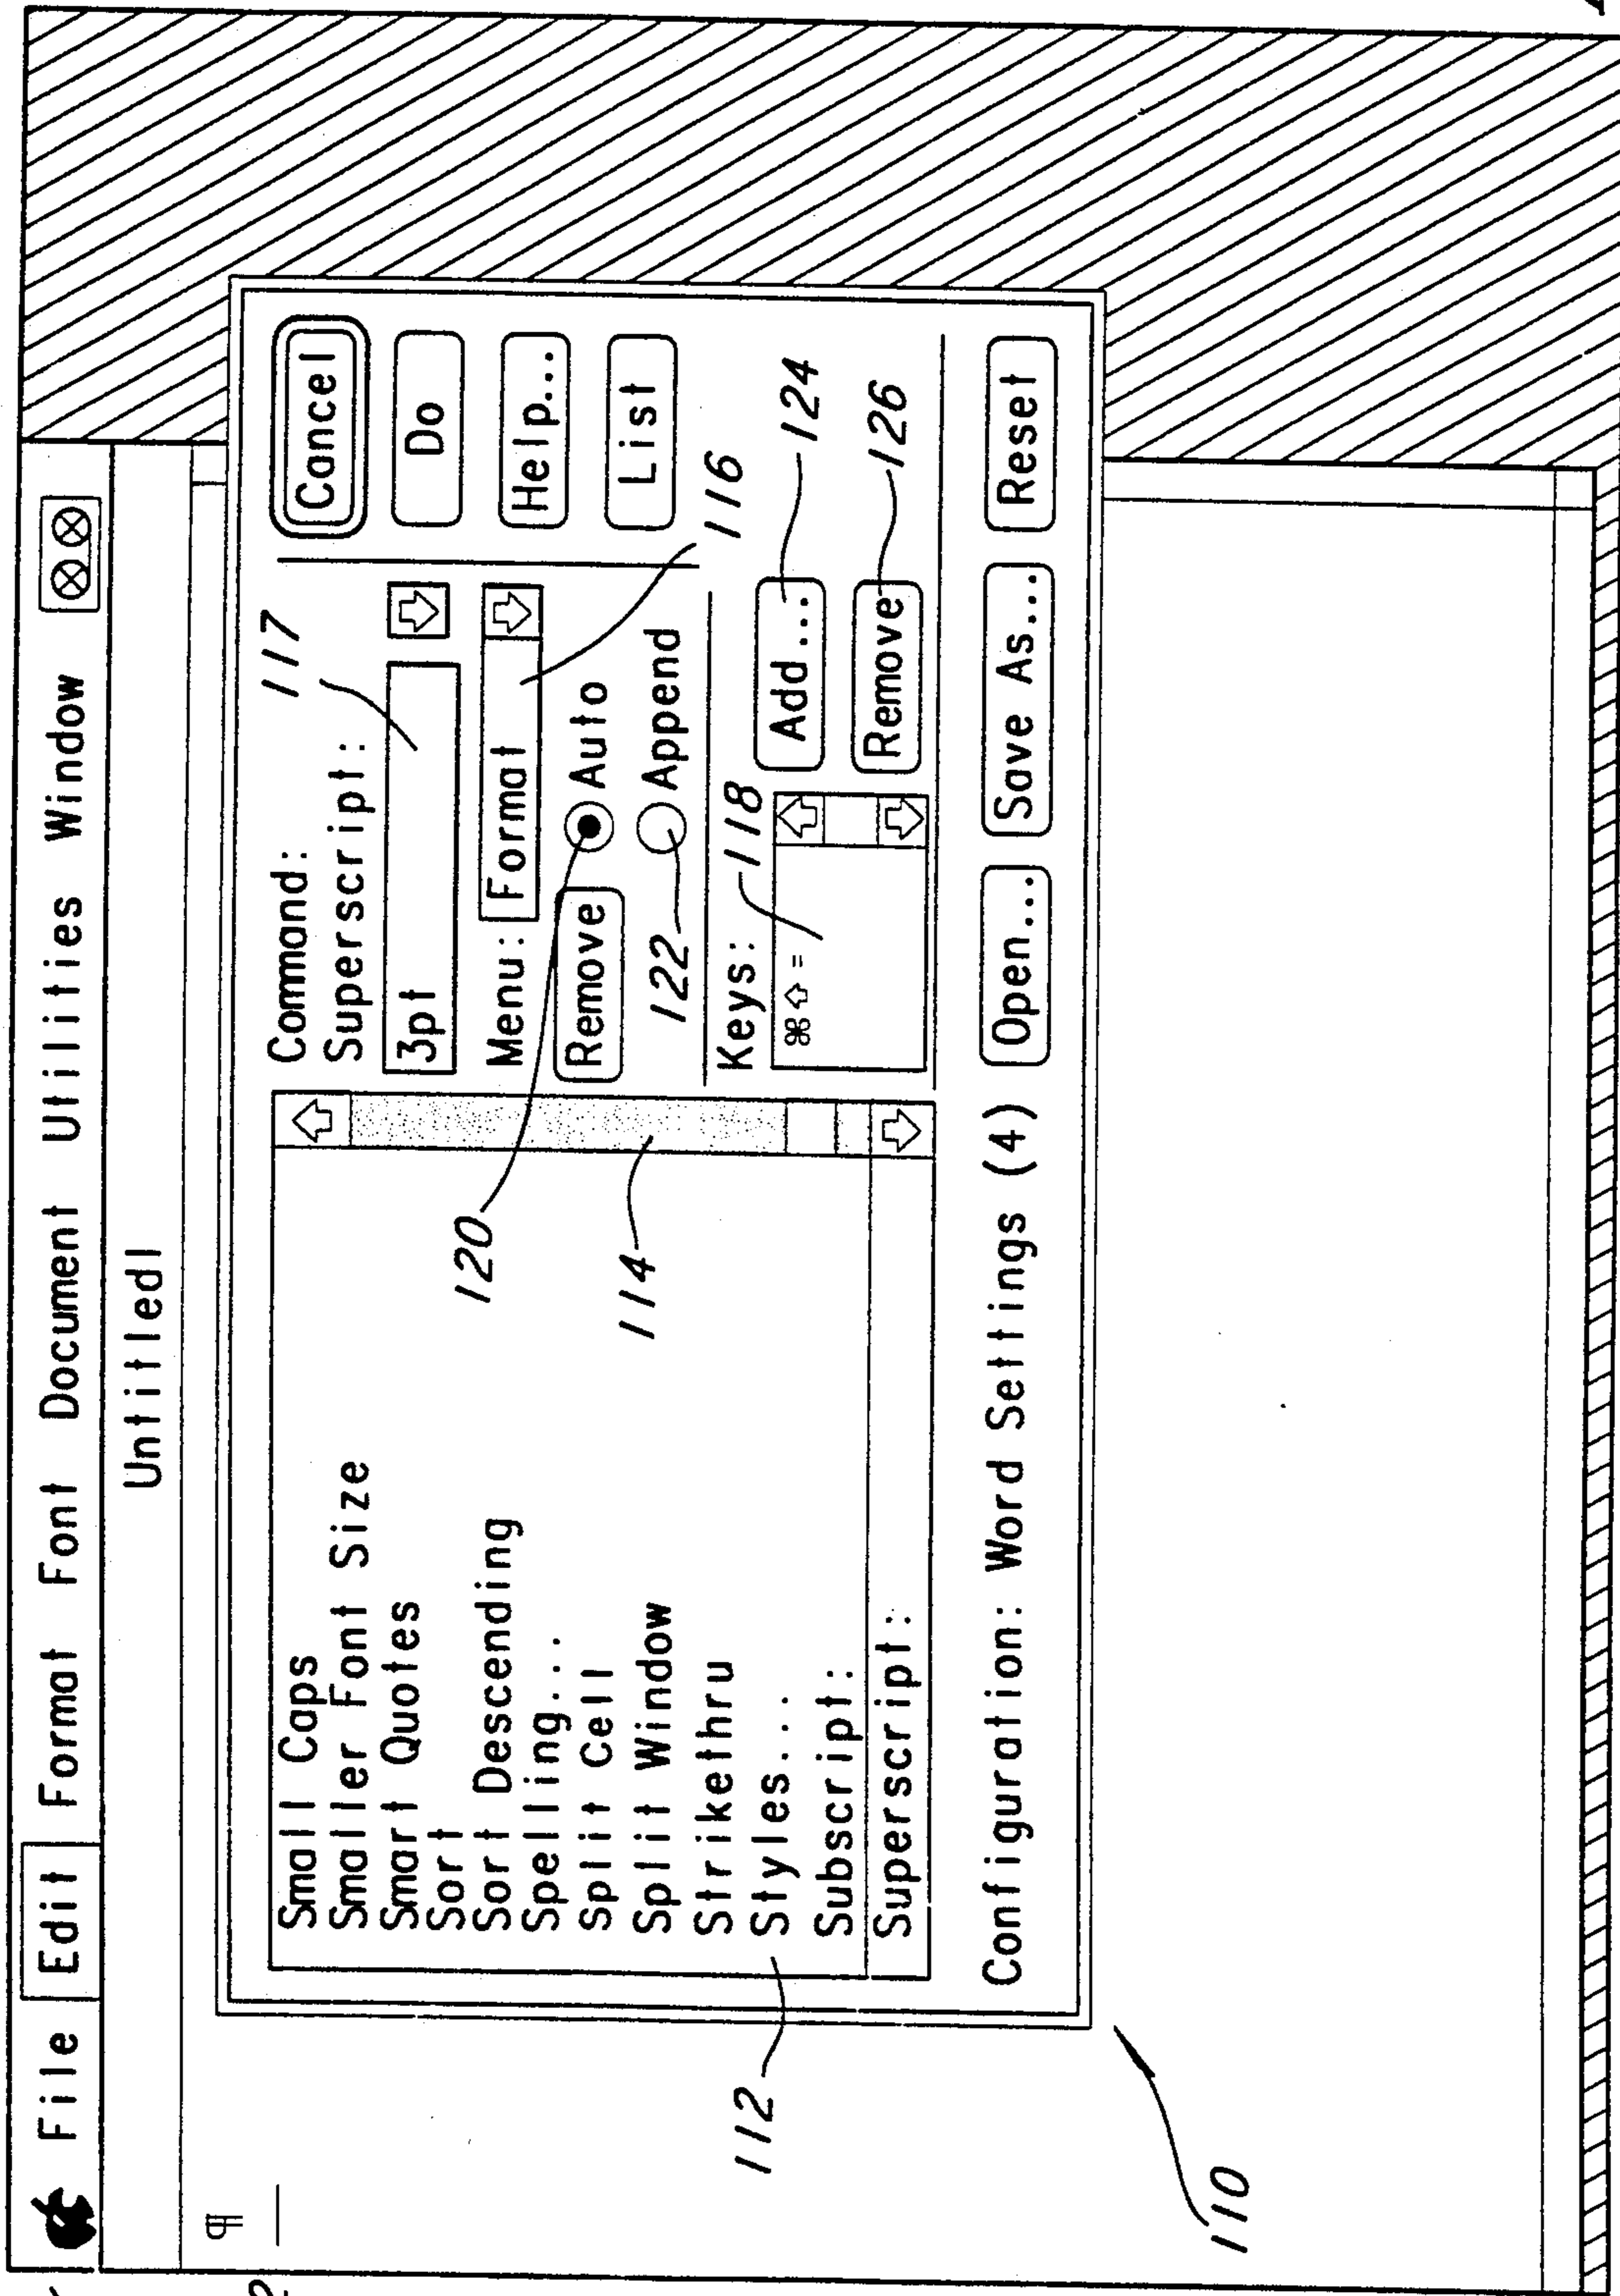 File Edit Format Font Document Utilities Window
Untitled1
¶
Small Caps
Smaller Font Size
Smart Quotes
Sort
Sort Descending
Spelling...
Split Cell
Split Window
Strikethru
Styles...
Subscript:
Superscript:
Command:
Superscript:
3pt
Menu: Format
Remove
Auto
Append
Keys:
⌘⇧=
Add...
Remove
Cancel
Do
Help...
List
Configuration: Word Settings (4)
Open...
Save As...
Reset
110
112
114
116
117
118
120
122
124
126